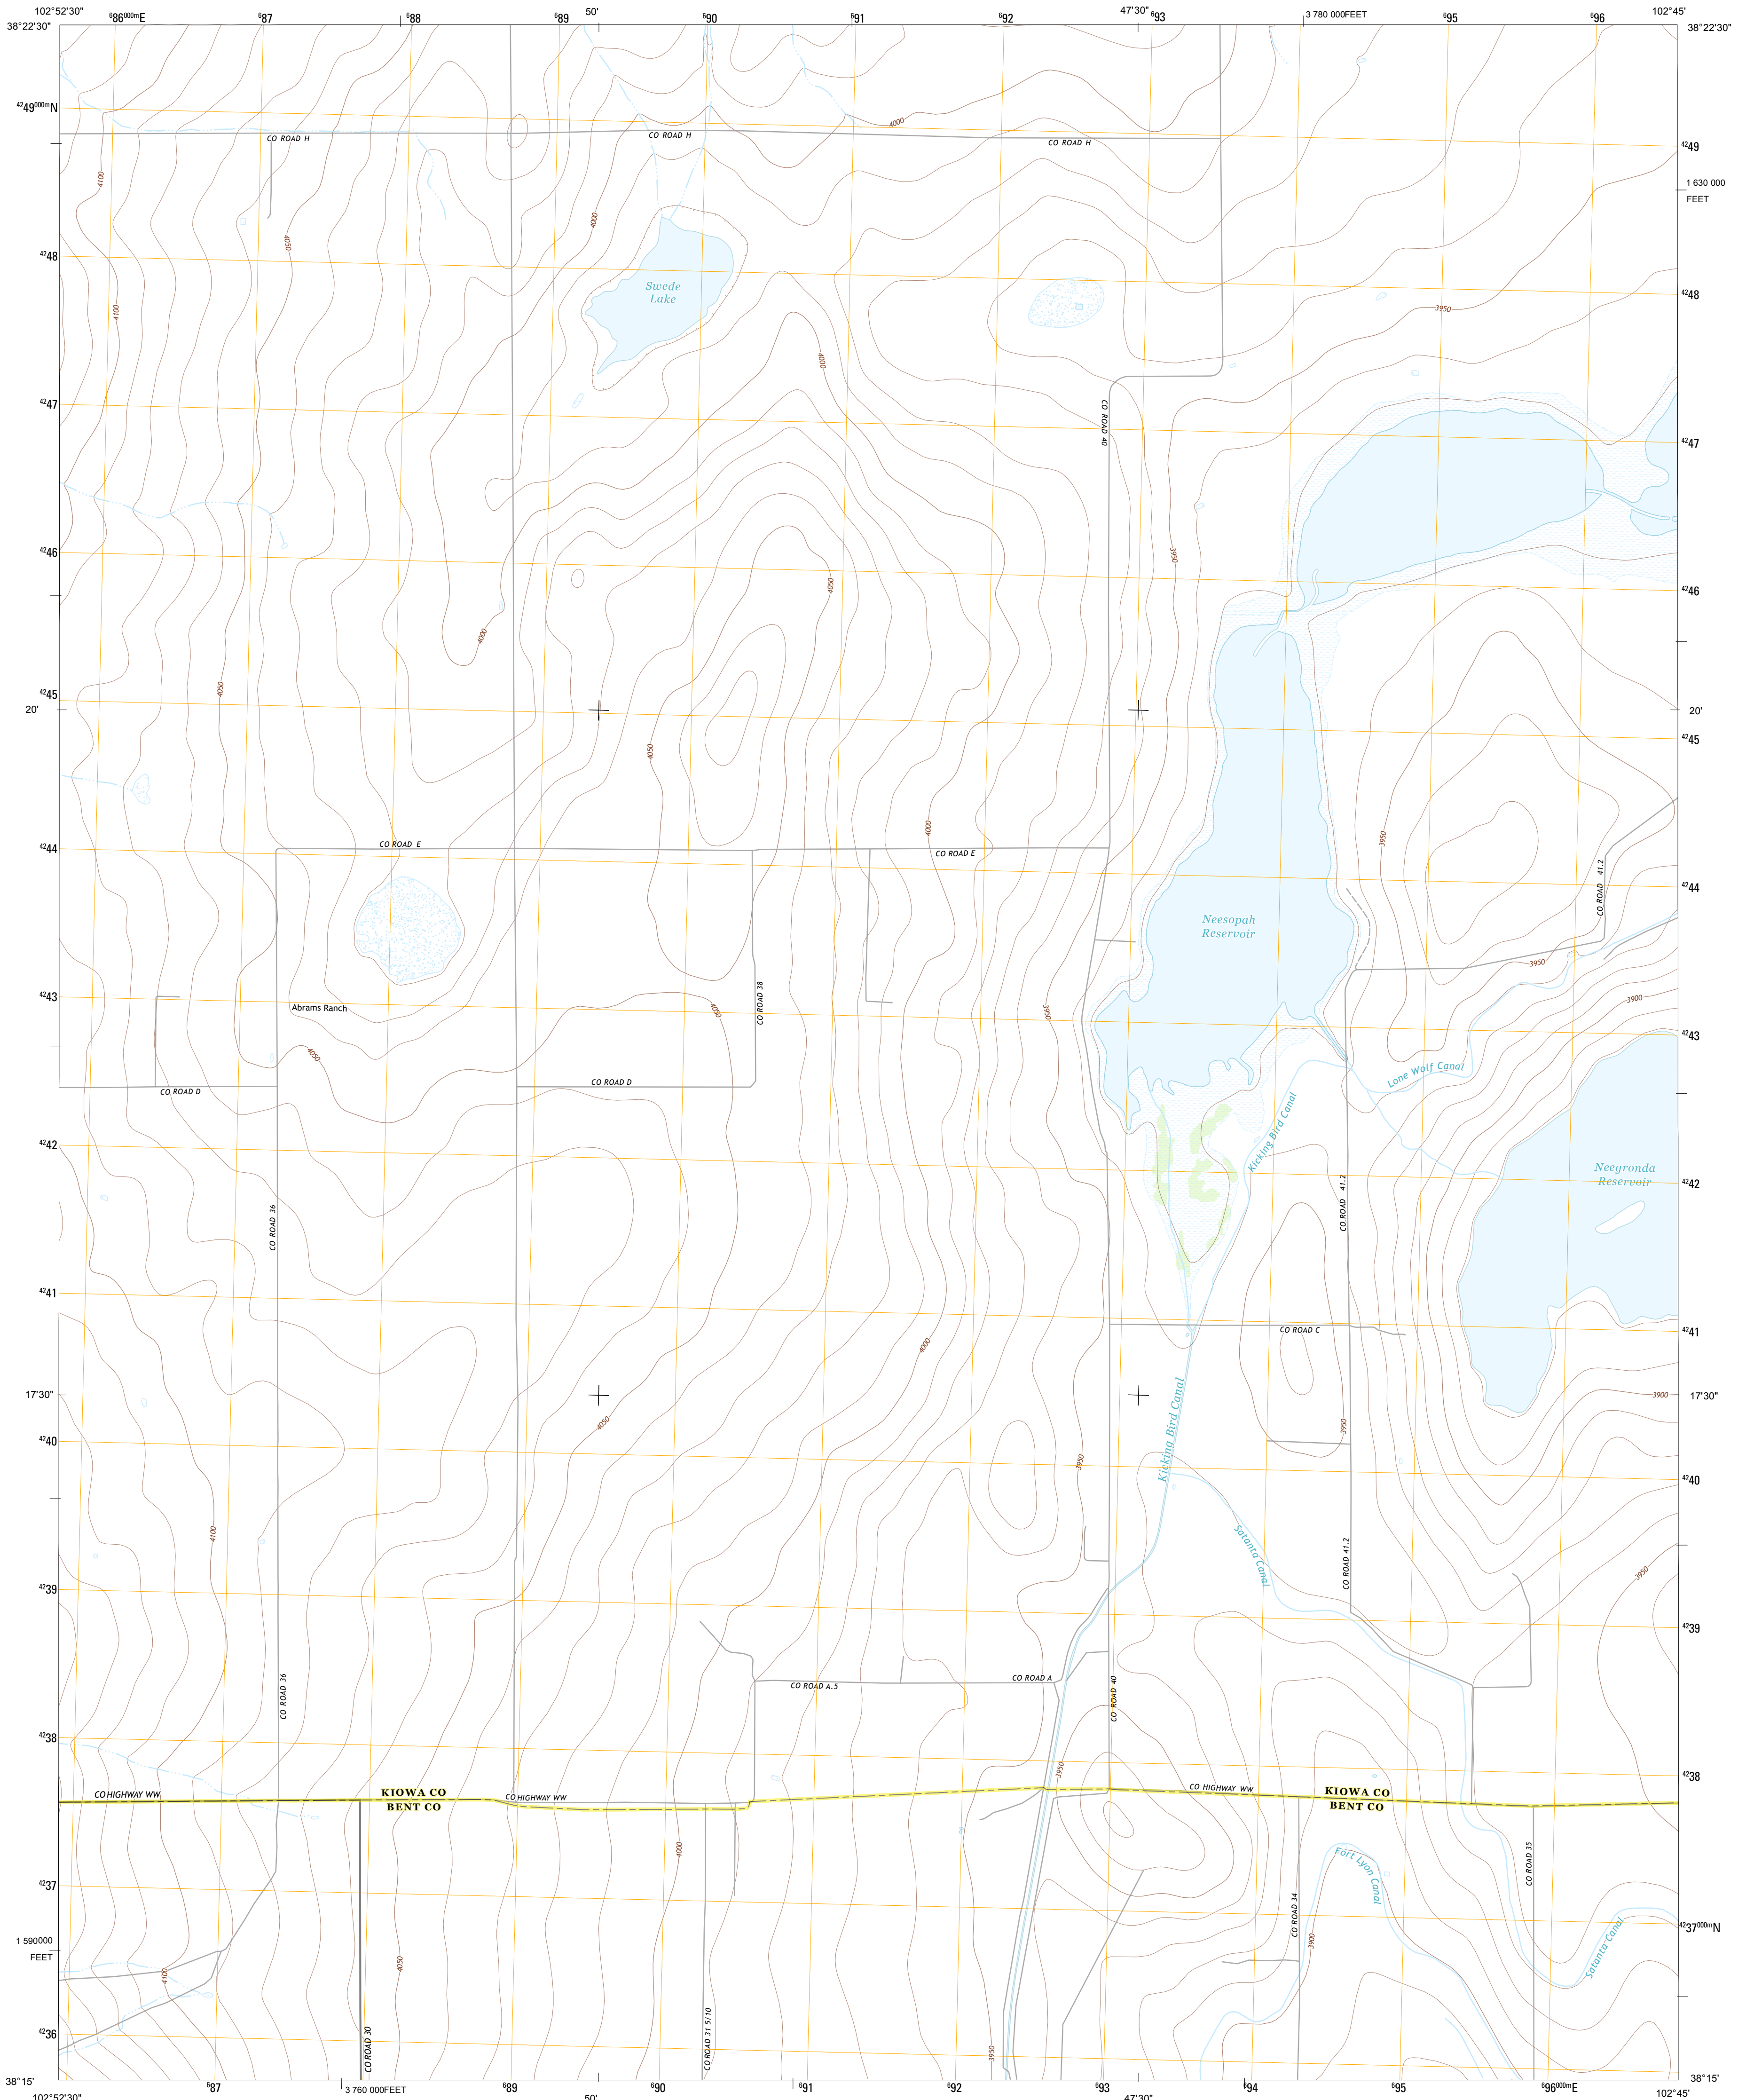 102°52'30"
⁶86⁰⁰⁰ᵐE
⁶87
⁶88
⁶89
50'
⁶90
⁶91
⁶92
47'30"
⁶93
3 780 000FEET
⁶95
⁶96
102°45'
38°22'30"
38°22'30"
⁴²49⁰⁰⁰ᵐN
4000
CO ROAD H
CO ROAD H
CO ROAD H
⁴²49
4100
1 630 000
FEET
4000
4050
⁴²48
Swede
Lake
⁴²48
4100
3950
4000
⁴²47
CO ROAD 40
⁴²47
⁴²46
3950
4050
⁴²46
4000
4050
⁴²45
20'
20'
4050
⁴²45
4000
3950
⁴²44
CO ROAD E
CO ROAD E
CO ROAD 41.2
⁴²44
Neesopah
Reservoir
3950
⁴²43
3900
Abrams Ranch
4050
CO ROAD 38
3950
⁴²43
4050
Lone Wolf Canal
CO ROAD D
CO ROAD D
Kicking Bird Canal
⁴²42
Neegronda
Reservoir
⁴²42
CO ROAD 41.2
CO ROAD 36
⁴²41
CO ROAD C
⁴²41
4000
17'30"
3900
17'30"
4050
3950
Kicking Bird Canal
⁴²40
3950
⁴²40
4100
Satanta Canal
CO ROAD 41.2
3950
⁴²39
⁴²39
CO ROAD 36
CO ROAD A.5
CO ROAD A
CO ROAD 40
⁴²38
3950
⁴²38
CO HIGHWAY WW
KIOWA CO
BENT CO
CO HIGHWAY WW
CO HIGHWAY WW
KIOWA CO
BENT CO
4000
Fort Lyon Canal
CO ROAD 35
⁴²37
CO ROAD 34
⁴²37⁰⁰⁰ᵐN
1 590000
FEET
4100
4050
3900
Satanta Canal
⁴²36
CO ROAD 30
CO ROAD 31 5/10
3950
38°15'
38°15'
102°52'30"
⁶87
3 760 000FEET
⁶89
50'
⁶90
⁶91
⁶92
⁶93
47'30"
⁶94
⁶95
⁶96⁰⁰⁰ᵐE
102°45'